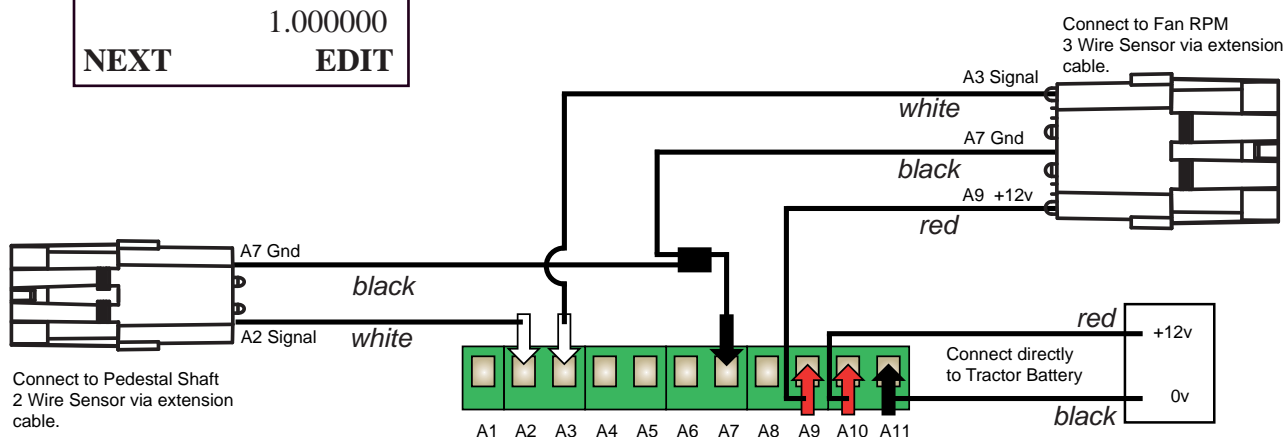 1.000000
NEXT EDIT
Connect to Fan RPM
3 Wire Sensor via extension
cable.
A3 Signal
white
A7 Gnd
black
A9 +12v
red
A7 Gnd
black
A2 Signal
white
Connect to Pedestal Shaft
2 Wire Sensor via extension
cable.
red
+12v
Connect directly
to Tractor Battery
0v
black
A1 A2 A3 A4 A5 A6 A7 A8 A9 A10 A11